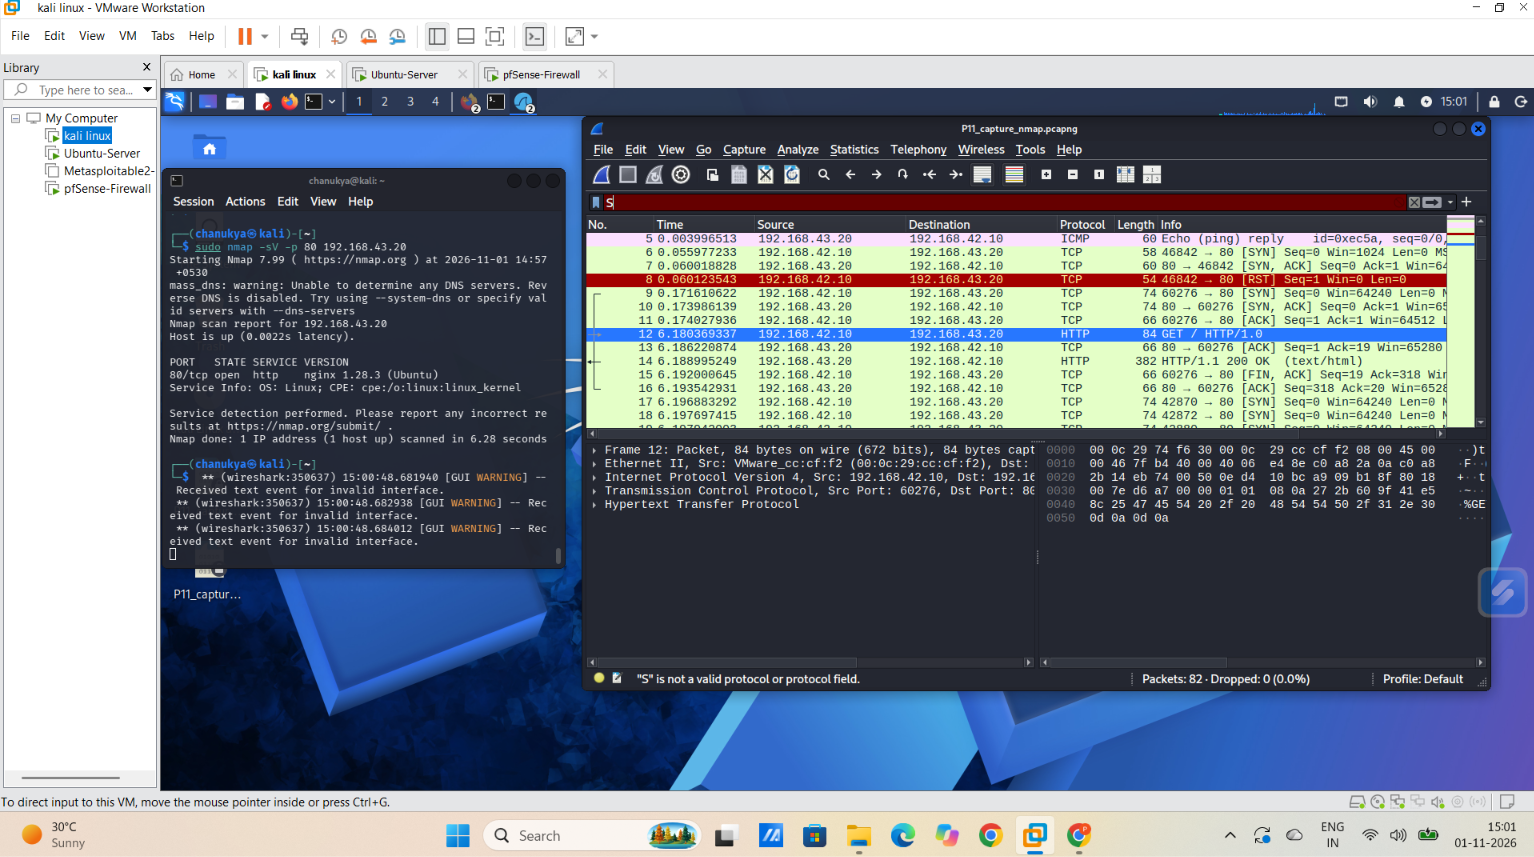 kali linux - VMware Workstation
File Edit View VM Tabs Help
Library
Type here to sea...
My Computer
kali linux
Ubuntu-Server
Metasploitable2-
pfSense-Firewall
Home kali linux Ubuntu-Server pfSense-Firewall
1 2 3 4 2 2 15:01
P11_captur...
chanukya@kali: ~
Session Actions Edit View Help
┌──(chanukya㉿kali)-[~]
└─$ sudo nmap -sV -p 80 192.168.43.20
Starting Nmap 7.99 ( https://nmap.org ) at 2026-11-01 14:57
+0530
mass_dns: warning: Unable to determine any DNS servers. Rev
erse DNS is disabled. Try using --system-dns or specify val
id servers with --dns-servers
Nmap scan report for 192.168.43.20
Host is up (0.0022s latency).
PORT STATE SERVICE VERSION
80/tcp open http nginx 1.28.3 (Ubuntu)
Service Info: OS: Linux; CPE: cpe:/o:linux:linux_kernel
Service detection performed. Please report any incorrect re
sults at https://nmap.org/submit/ .
Nmap done: 1 IP address (1 host up) scanned in 6.28 seconds
┌──(chanukya㉿kali)-[~]
└─$ ** (wireshark:350637) 15:00:48.681940 [GUI WARNING] --
Received text event for invalid interface.
** (wireshark:350637) 15:00:48.682938 [GUI WARNING] -- Rec
eived text event for invalid interface.
** (wireshark:350637) 15:00:48.684012 [GUI WARNING] -- Rec
eived text event for invalid interface.
P11_capture_nmap.pcapng
File Edit View Go Capture Analyze Statistics Telephony Wireless Tools Help
S
No. Time Source Destination Protocol Length Info
5 0.003996513 192.168.43.20 192.168.42.10 ICMP 60 Echo (ping) reply id=0xec5a, seq=0/0,
6 0.055977233 192.168.42.10 192.168.43.20 TCP 58 46842 → 80 [SYN] Seq=0 Win=1024 Len=0 MS
7 0.060018828 192.168.43.20 192.168.42.10 TCP 60 80 → 46842 [SYN, ACK] Seq=0 Ack=1 Win=64
8 0.060123543 192.168.42.10 192.168.43.20 TCP 54 46842 → 80 [RST] Seq=1 Win=0 Len=0
9 0.171610622 192.168.42.10 192.168.43.20 TCP 74 60276 → 80 [SYN] Seq=0 Win=64240 Len=0 M
10 0.173986139 192.168.43.20 192.168.42.10 TCP 74 80 → 60276 [SYN, ACK] Seq=0 Ack=1 Win=65
11 0.174027936 192.168.42.10 192.168.43.20 TCP 66 60276 → 80 [ACK] Seq=1 Ack=1 Win=64512 L
12 6.180369337 192.168.42.10 192.168.43.20 HTTP 84 GET / HTTP/1.0
13 6.186220874 192.168.43.20 192.168.42.10 TCP 66 80 → 60276 [ACK] Seq=1 Ack=19 Win=65280
14 6.188995249 192.168.43.20 192.168.42.10 HTTP 382 HTTP/1.1 200 OK (text/html)
15 6.192000645 192.168.42.10 192.168.43.20 TCP 66 60276 → 80 [FIN, ACK] Seq=19 Ack=318 Win
16 6.193542931 192.168.43.20 192.168.42.10 TCP 66 80 → 60276 [ACK] Seq=318 Ack=20 Win=6528
17 6.196883292 192.168.42.10 192.168.43.20 TCP 74 42870 → 80 [SYN] Seq=0 Win=64240 Len=0 M
18 6.197697415 192.168.42.10 192.168.43.20 TCP 74 42872 → 80 [SYN] Seq=0 Win=64240 Len=0 M
Frame 12: Packet, 84 bytes on wire (672 bits), 84 bytes capt
Ethernet II, Src: VMware_cc:cf:f2 (00:0c:29:cc:cf:f2), Dst:
Internet Protocol Version 4, Src: 192.168.42.10, Dst: 192.16
Transmission Control Protocol, Src Port: 60276, Dst Port: 80
Hypertext Transfer Protocol
0000 00 0c 29 74 f6 30 00 0c 29 cc cf f2 08 00 45 00 ··)t
0010 00 46 7f b4 40 00 40 06 e4 8e c0 a8 2a 0a c0 a8 ·F··
0020 2b 14 eb 74 00 50 0e d4 10 bc a9 09 b1 8f 80 18 +··t
0030 00 7e d6 a7 00 00 01 01 08 0a 27 2b 60 9f 41 e5 ·~··
0040 8c 25 47 45 54 20 2f 20 48 54 54 50 2f 31 2e 30 ·%GE
0050 0d 0a 0d 0a ····
"S" is not a valid protocol or protocol field.
Packets: 82 · Dropped: 0 (0.0%)
Profile: Default
To direct input to this VM, move the mouse pointer inside or press Ctrl+G.
30°C
Sunny
Search
ENG
IN
15:01
01-11-2026